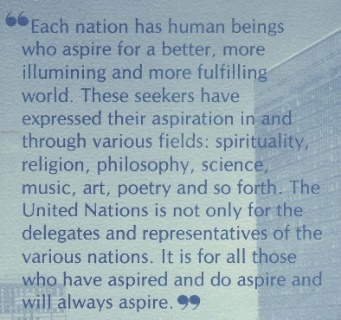 “Each nation has human beings
who aspire for a better, more
illumining and more fulfilling
world. These seekers have
expressed their aspiration in and
through various fields: spirituality,
religion, philosophy, science,
music, art, poetry and so forth. The
United Nations is not only for the
delegates and representatives of the
various nations. It is for all those
who have aspired and do aspire and
will always aspire.”